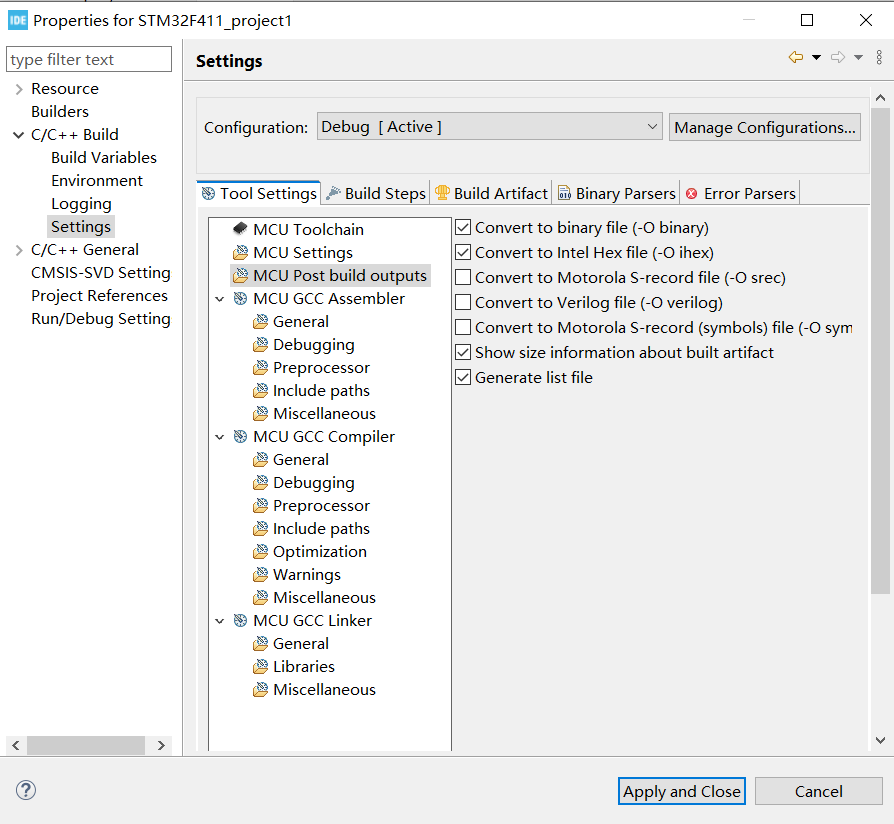 IDE Properties for STM32F411_project1
type filter text
Resource
Builders
C/C++ Build
Build Variables
Environment
Logging
Settings
C/C++ General
CMSIS-SVD Setting
Project References
Run/Debug Setting
Settings
Configuration: Debug [ Active ] Manage Configurations...
Tool Settings Build Steps Build Artifact Binary Parsers Error Parsers
MCU Toolchain
MCU Settings
MCU Post build outputs
MCU GCC Assembler
General
Debugging
Preprocessor
Include paths
Miscellaneous
MCU GCC Compiler
General
Debugging
Preprocessor
Include paths
Optimization
Warnings
Miscellaneous
MCU GCC Linker
General
Libraries
Miscellaneous
Convert to binary file (-O binary)
Convert to Intel Hex file (-O ihex)
Convert to Motorola S-record file (-O srec)
Convert to Verilog file (-O verilog)
Convert to Motorola S-record (symbols) file (-O sym
Show size information about built artifact
Generate list file
? Apply and Close Cancel